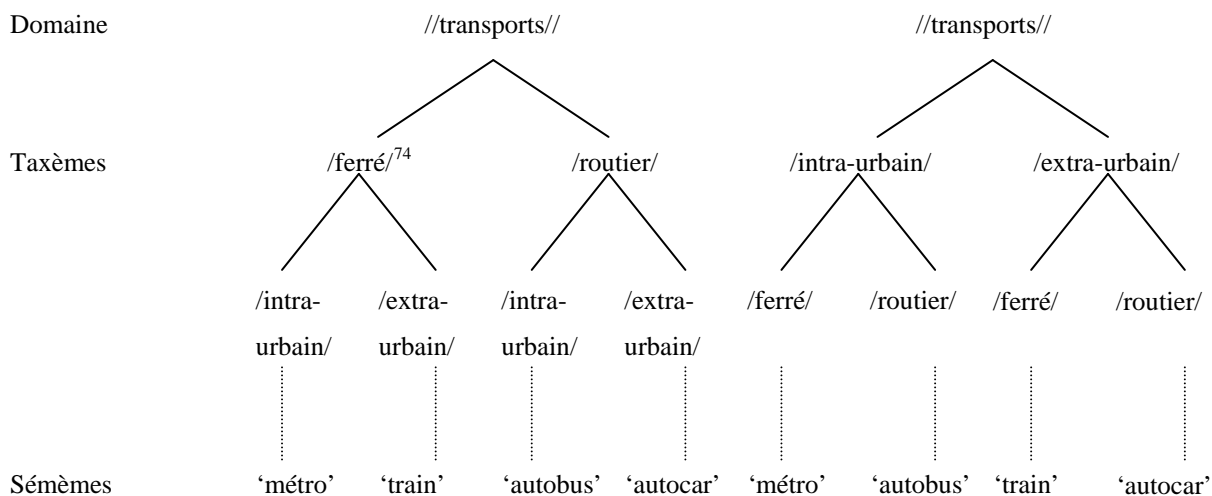 Domaine //transports// //transports//
Taxèmes /ferré/74 /routier/ /intra-urbain/ /extra-urbain/
/intra- /extra- /intra- /extra- /ferré/ /routier/ /ferré/ /routier/
urbain/ urbain/ urbain/ urbain/
Sémèmes ‘métro’ ‘train’ ‘autobus’ ‘autocar’ ‘métro’ ‘autobus’ ‘train’ ‘autocar’